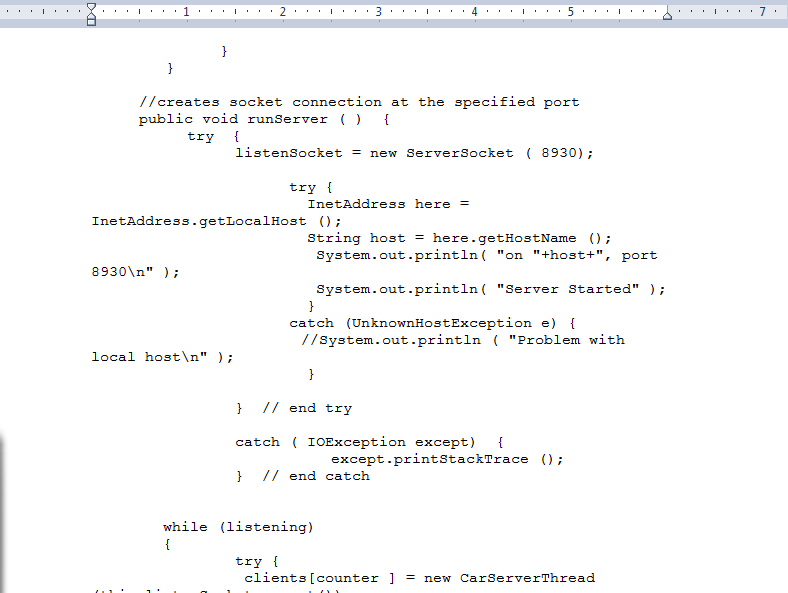 1 2 3 4 5 7
}
}
//creates socket connection at the specified port
public void runServer ( ) {
try {
listenSocket = new ServerSocket ( 8930);
try {
InetAddress here =
InetAddress.getLocalHost ();
String host = here.getHostName ();
System.out.println( "on "+host+", port
8930\n" );
System.out.println( "Server Started" );
}
catch (UnknownHostException e) {
//System.out.println ( "Problem with
local host\n" );
}
} // end try
catch ( IOException except) {
except.printStackTrace ();
} // end catch
while (listening)
{
try {
clients[counter ] = new CarServerThread